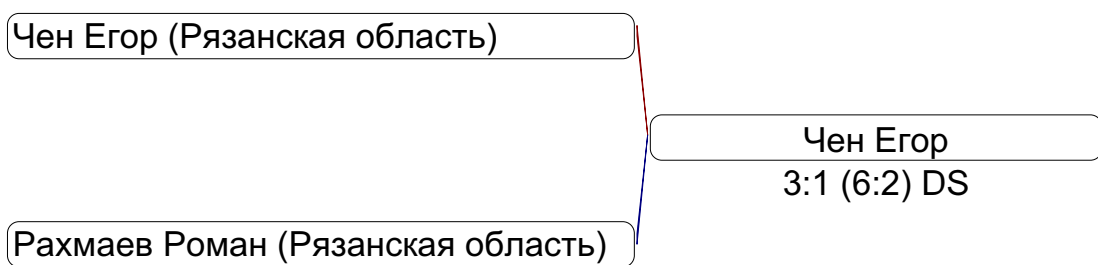 Чен Егор (Рязанская область)
Чен Егор
3:1 (6:2) DS
Рахмаев Роман (Рязанская область)